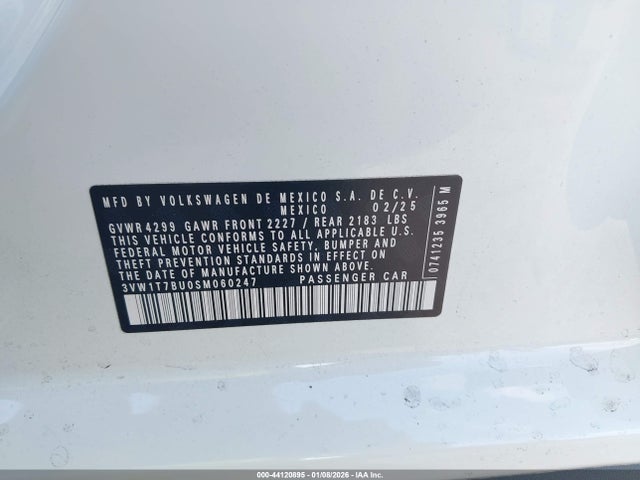 MFD BY VOLKSWAGEN DE MEXICO S.A. DE C.V.
MEXICO 02/25
GVWR 4299 GAWR FRONT 2227 / REAR 2183 LBS
THIS VEHICLE CONFORMS TO ALL APPLICABLE U.S.
FEDERAL MOTOR VEHICLE SAFETY, BUMPER AND
THEFT PREVENTION STANDARDS IN EFFECT ON THE
DATE OF MANUFACTURE SHOWN ABOVE.
3VW1T7BU0SM060247 PASSENGER CAR
0741235 3965 M
000-44120895 - 01/08/2026 - IAAI.COM